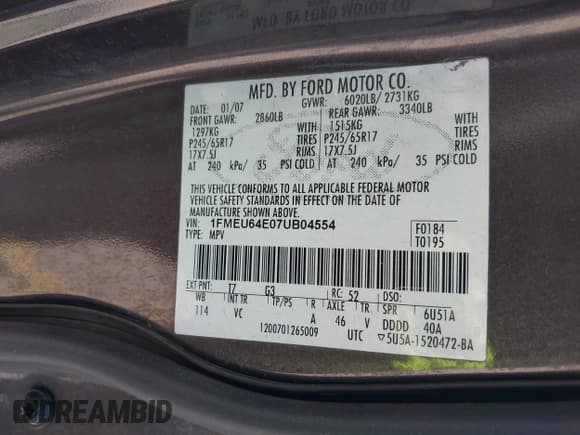 MFD. BY FORD MOTOR CO.
DATE: 01/07 GVWR: 6020LB/ 2731KG
FRONT GAWR: 2860LB REAR GAWR: 3340LB
1297KG 1515KG
P245/65R17 TIRES P245/65R17 TIRES
17X7.5J RIMS 17X7.5J RIMS
AT 240 kPa/ 35 PSI COLD AT 240 kPa/ 35 PSI COLD
THIS VEHICLE CONFORMS TO ALL APPLICABLE FEDERAL MOTOR
VEHICLE SAFETY STANDARDS IN EFFECT ON THE DATE OF
MANUFACTURE SHOWN ABOVE.
VIN: 1FMEU64E07UB04554 F0184
TYPE: MPV T0195
EXT PNT: T7 G3 RC: 52 DSO:
WB INT TR TP/PS R AXLE TR SPR 6U51A
114 VC A 46 V DDDD 40A
1200701265009 UTC ▽5U5A-1520472-BA
DREAMBID